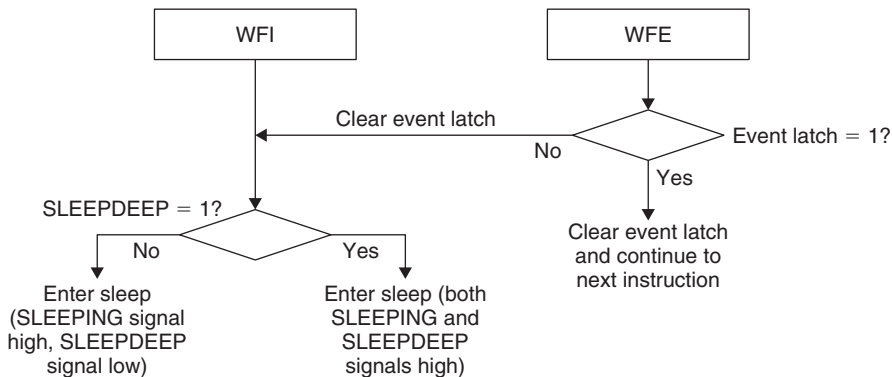 WFI
WFE
Clear event latch
No
Event latch = 1?
Yes
SLEEPDEEP = 1?
No
Yes
Clear event latch
and continue to
next instruction
Enter sleep
(SLEEPING signal
high, SLEEPDEEP
signal low)
Enter sleep (both
SLEEPING and
SLEEPDEEP
signals high)